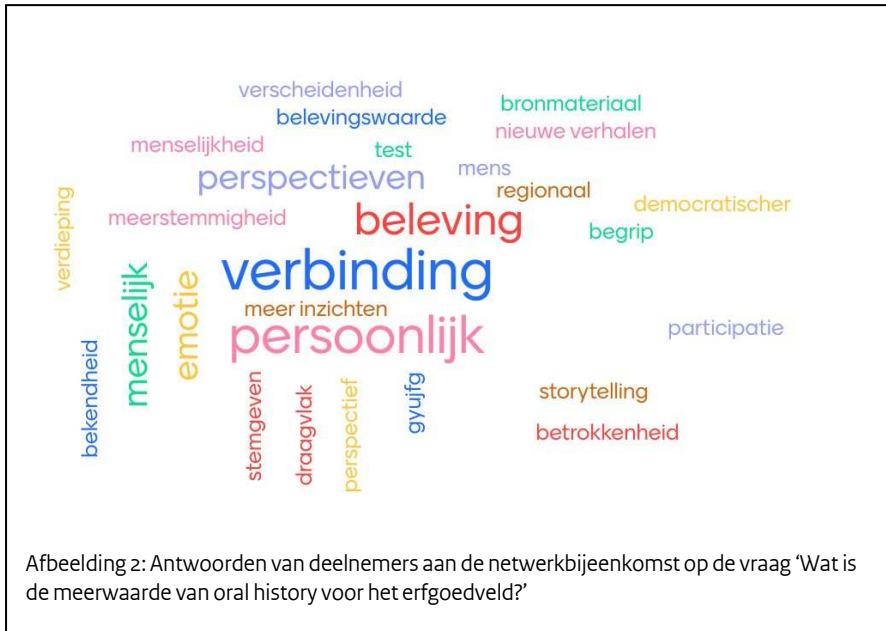 verscheidenheid
bronmateriaal
belevingswaarde
nieuwe verhalen
menselijkheid
test
mens
perspectieven
regionaal
democratischer
verdieping
meerstemmigheid
beleving
begrip
verbinding
menselijk
emotie
meer inzichten
persoonlijk
participatie
bekendheid
stemgeven
draagvlak
perspectief
gyujfg
storytelling
betrokkenheid
Afbeelding 2: Antwoorden van deelnemers aan de netwerkbijeenkomst op de vraag ‘Wat is
de meerwaarde van oral history voor het erfgoedveld?’